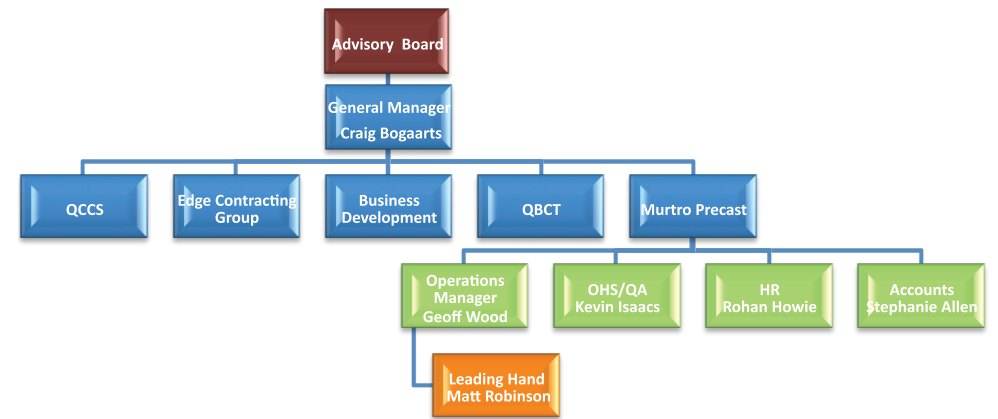 Advisory Board
General Manager
Craig Bogaarts
QCCS
Edge Contracting
Group
Business
Development
QBCT
Murtro Precast
Operations
Manager
Geoff Wood
OHS/QA
Kevin Isaacs
HR
Rohan Howie
Accounts
Stephanie Allen
Leading Hand
Matt Robinson